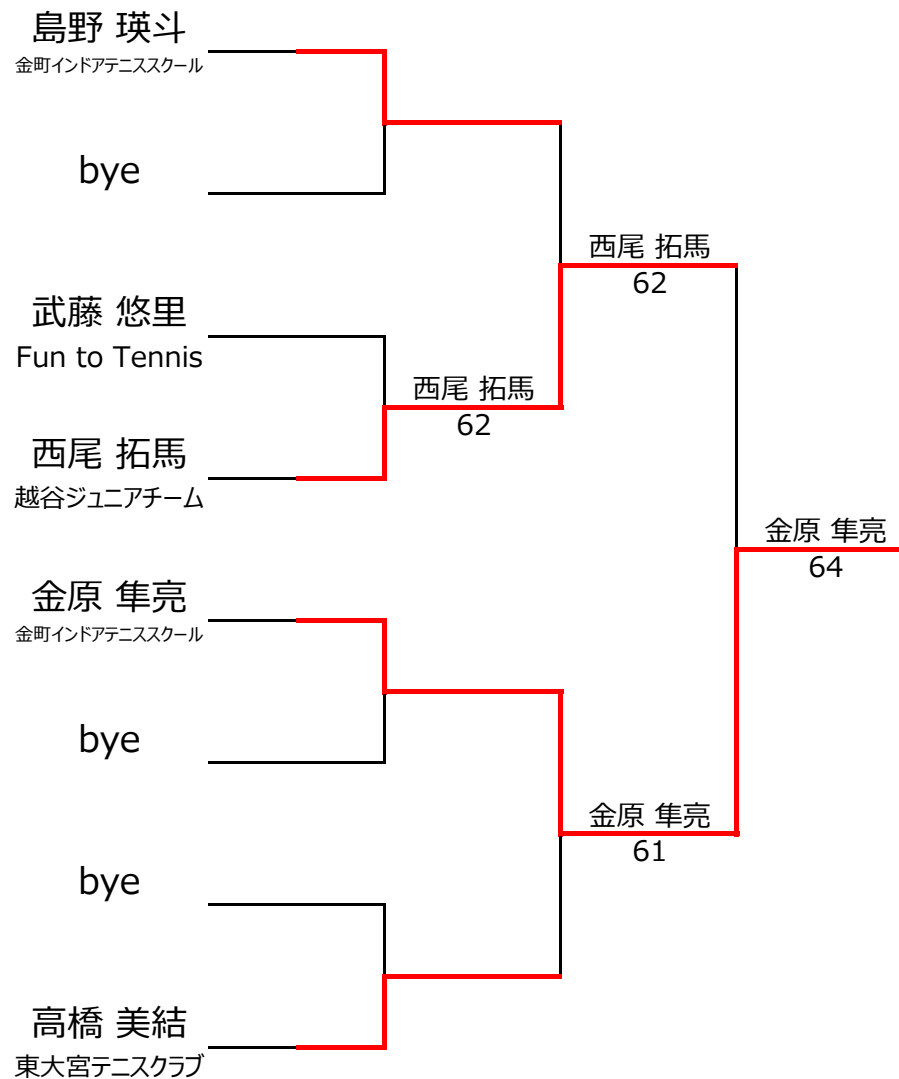 島野 瑛斗
金町インドアテニススクール
bye
武藤 悠里
Fun to Tennis
西尾 拓馬
越谷ジュニアチーム
金原 隼亮
金町インドアテニススクール
bye
bye
高橋 美結
東大宮テニスクラブ
西尾 拓馬
62
西尾 拓馬
62
金原 隼亮
61
金原 隼亮
64